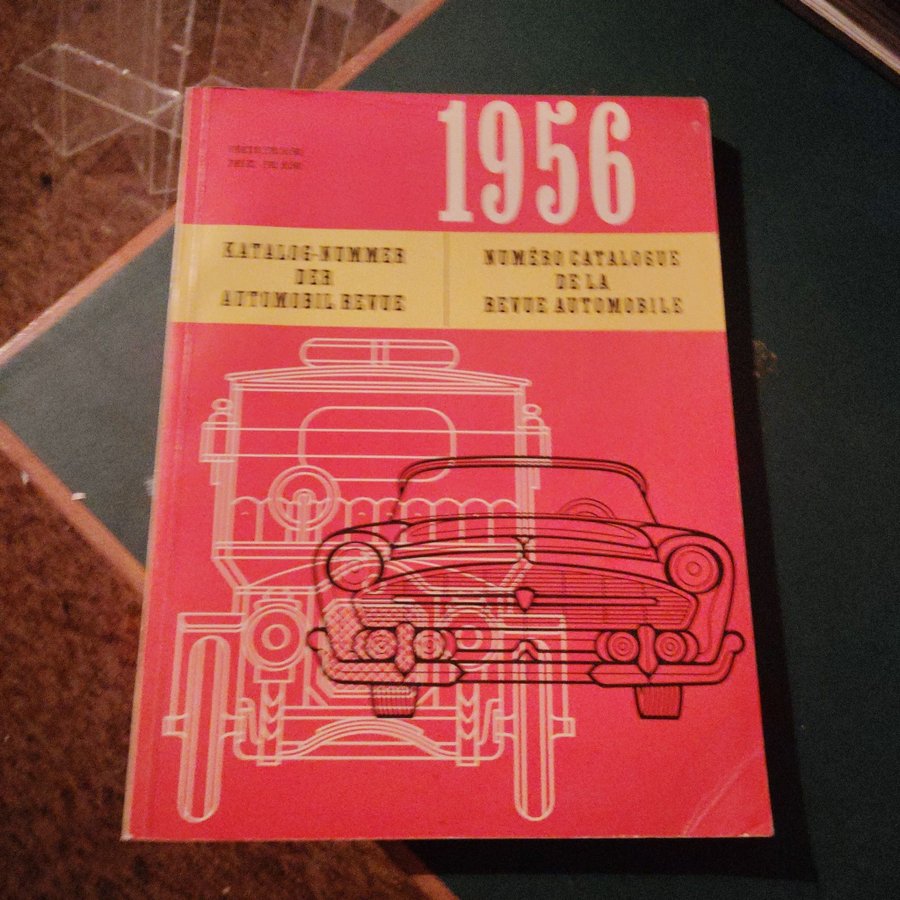 1956
KATALOG-NUMMER
DER
AUTOMOBIL REVUE
NUMÉRO CATALOGUE
DE LA
REVUE AUTOMOBILE